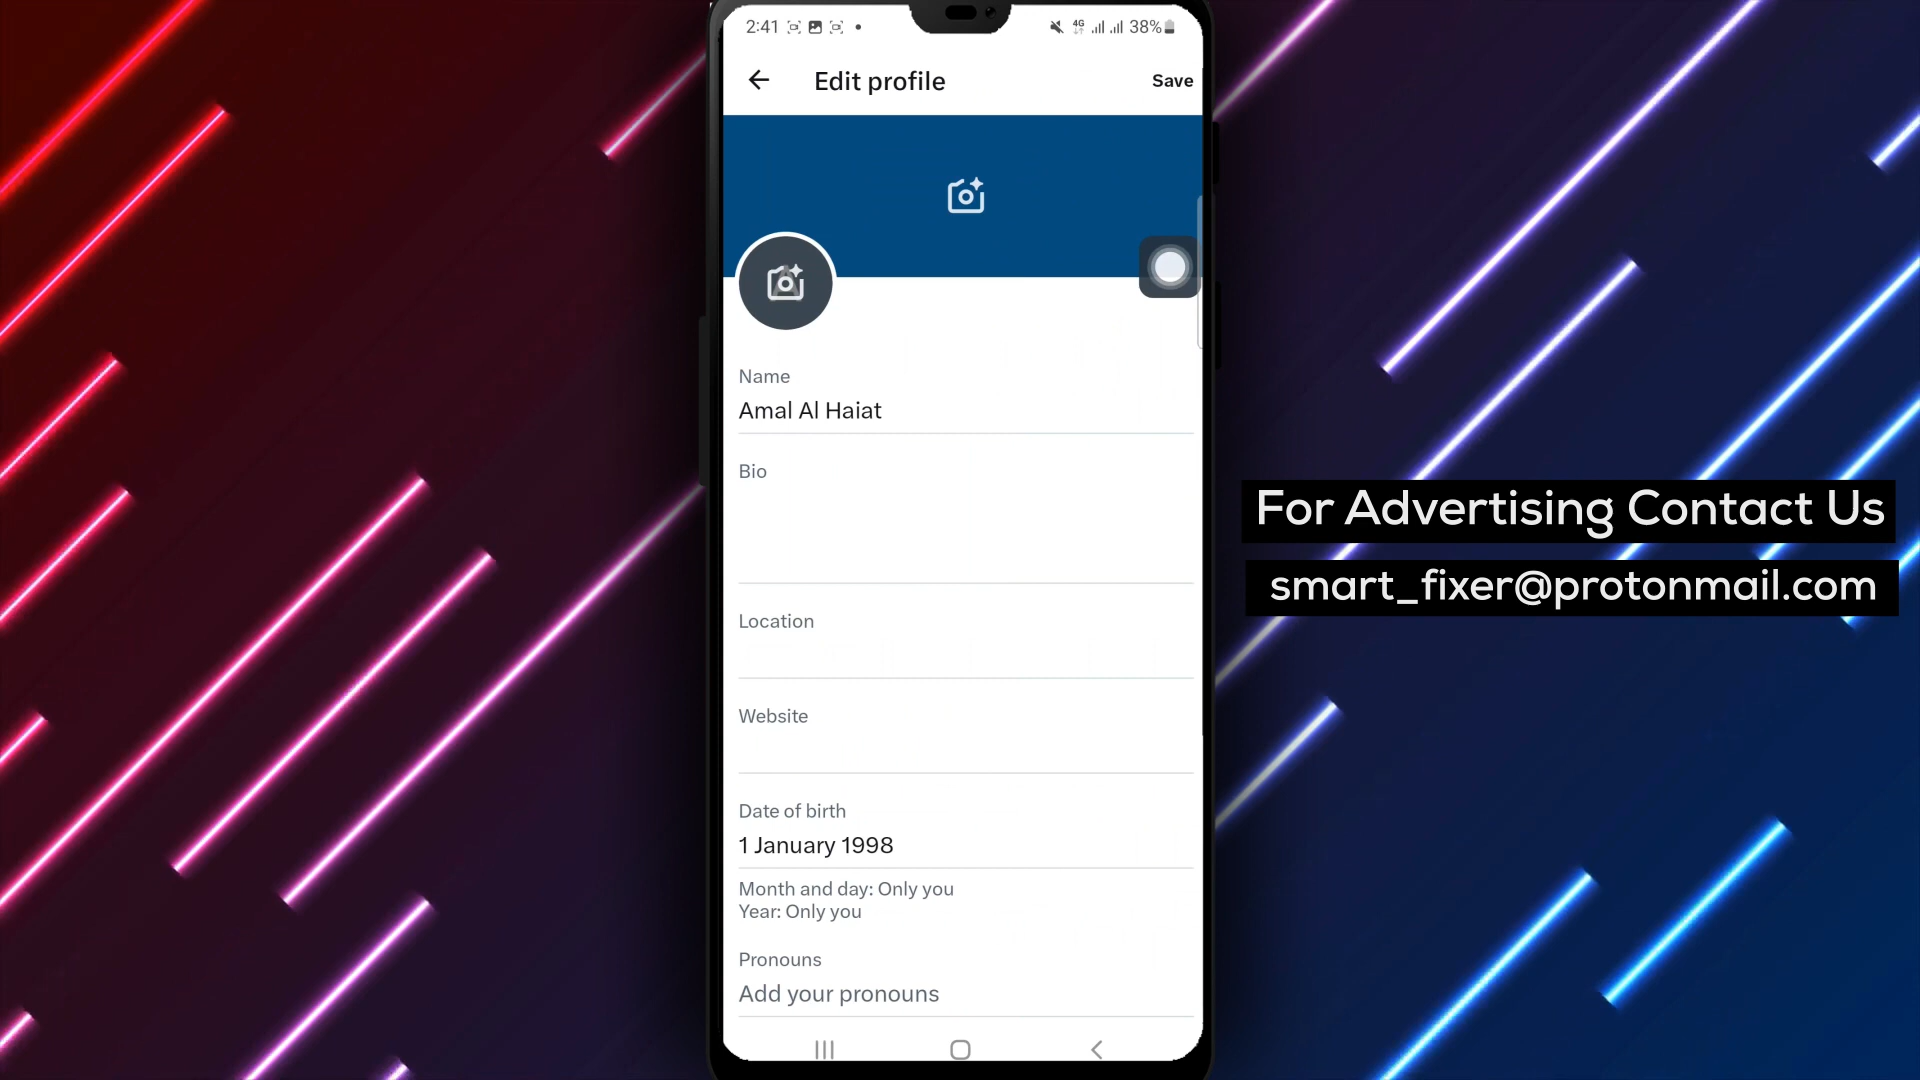 2:41
4G
38%
Edit profile
Save
Name
Amal Al Haiat
Bio
Location
Website
Date of birth
1 January 1998
Month and day: Only you
Year: Only you
Pronouns
Add your pronouns
For Advertising Contact Us
smart_fixer@protonmail.com